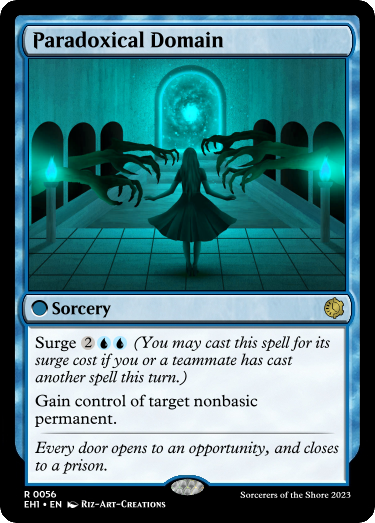 Paradoxical Domain
Sorcery
Surge 2 (You may cast this spell for its
surge cost if you or a teammate has cast
another spell this turn.)
Gain control of target nonbasic
permanent.
Every door opens to an opportunity, and closes
to a prison.
R 0056
EH1 • EN Riz-Art-Creations
Sorcerers of the Shore 2023